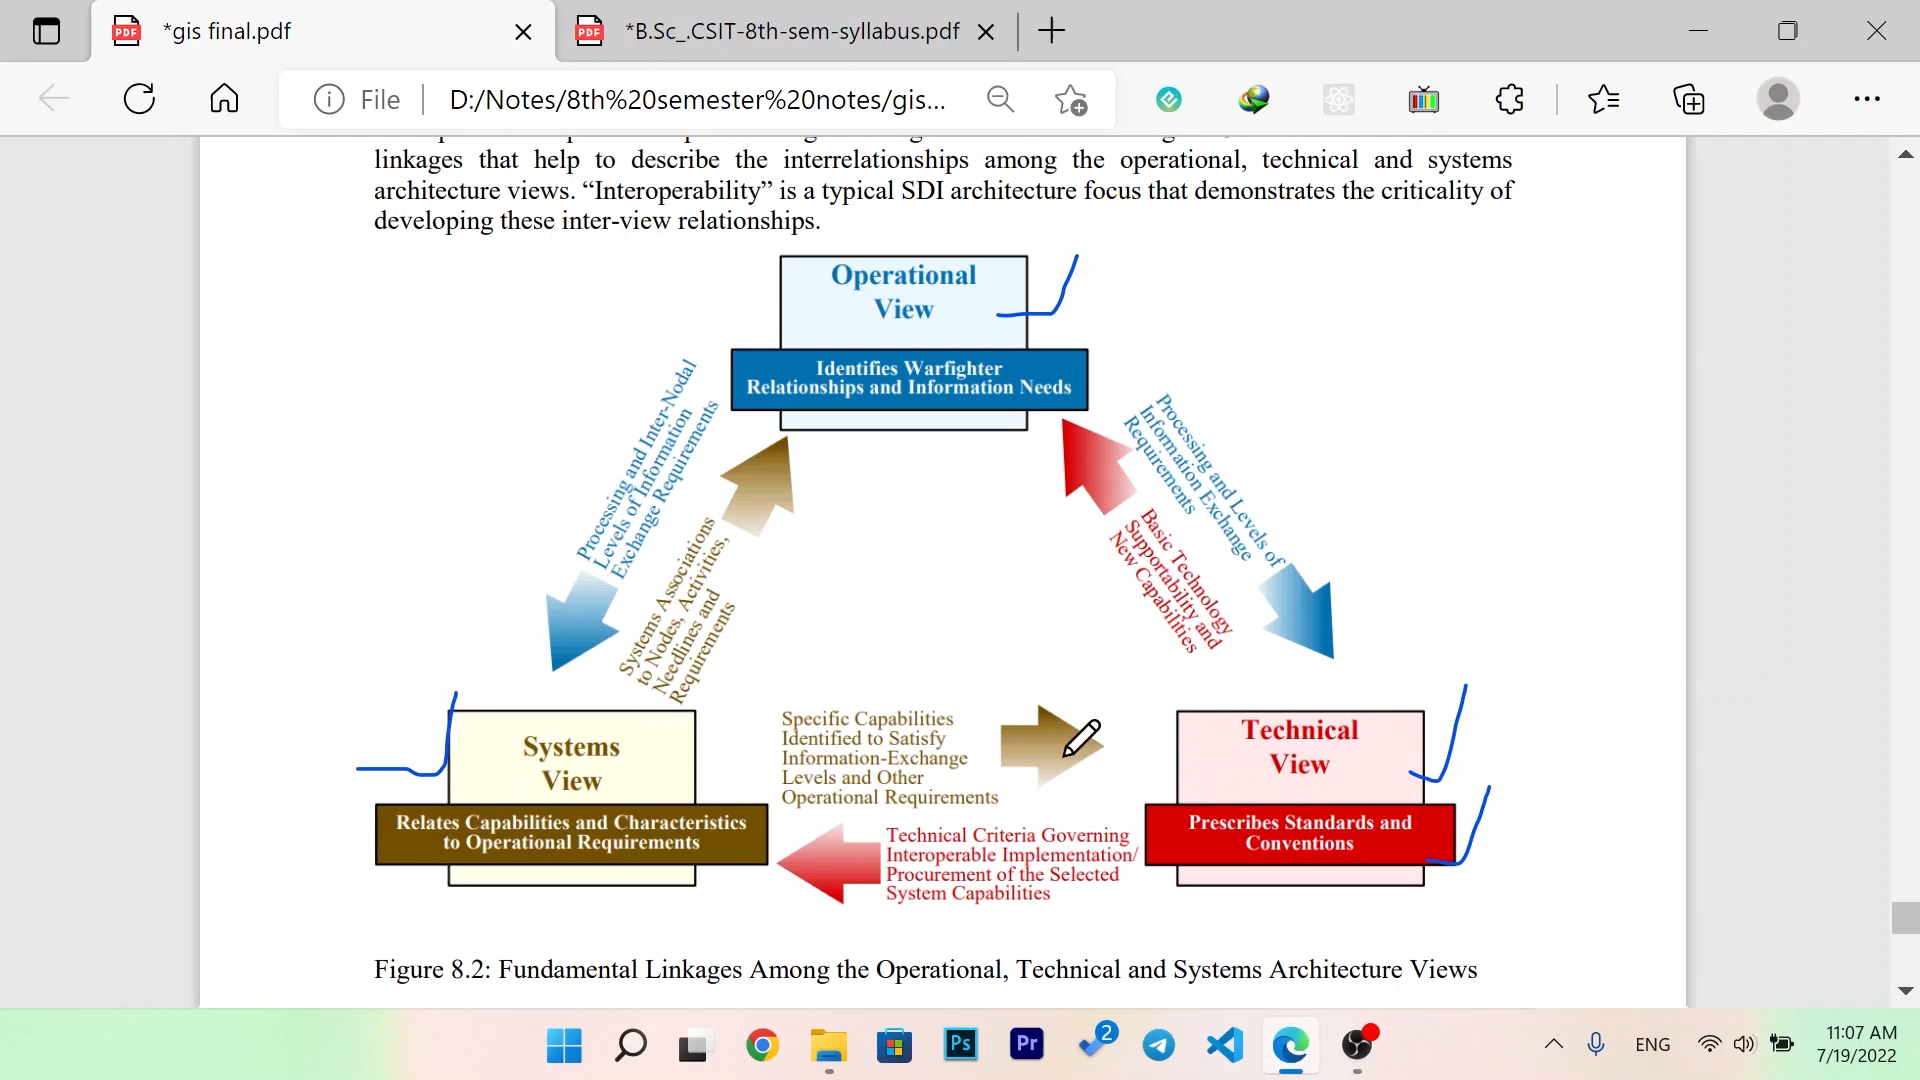 *gis final.pdf
*B.Sc_.CSIT-8th-sem-syllabus.pdf
File
D:/Notes/8th%20semester%20notes/gis...
linkages that help to describe the interrelationships among the operational, technical and systems
architecture views. “Interoperability” is a typical SDI architecture focus that demonstrates the criticality of
developing these inter-view relationships.
Operational
View
Identifies Warfighter
Relationships and Information Needs
Processing and Inter-Nodal
Levels of Information
Exchange Requirements
Systems Associations
to Nodes, Activities,
Needlines and
Requirements
Processing and Levels of
Information Exchange
Requirements
Basic Technology
Supportability and
New Capabilities
Systems
View
Relates Capabilities and Characteristics
to Operational Requirements
Specific Capabilities
Identified to Satisfy
Information-Exchange
Levels and Other
Operational Requirements
Technical Criteria Governing
Interoperable Implementation/
Procurement of the Selected
System Capabilities
Technical
View
Prescribes Standards and
Conventions
Figure 8.2: Fundamental Linkages Among the Operational, Technical and Systems Architecture Views
Ps
Pr
2
ENG
11:07 AM
7/19/2022